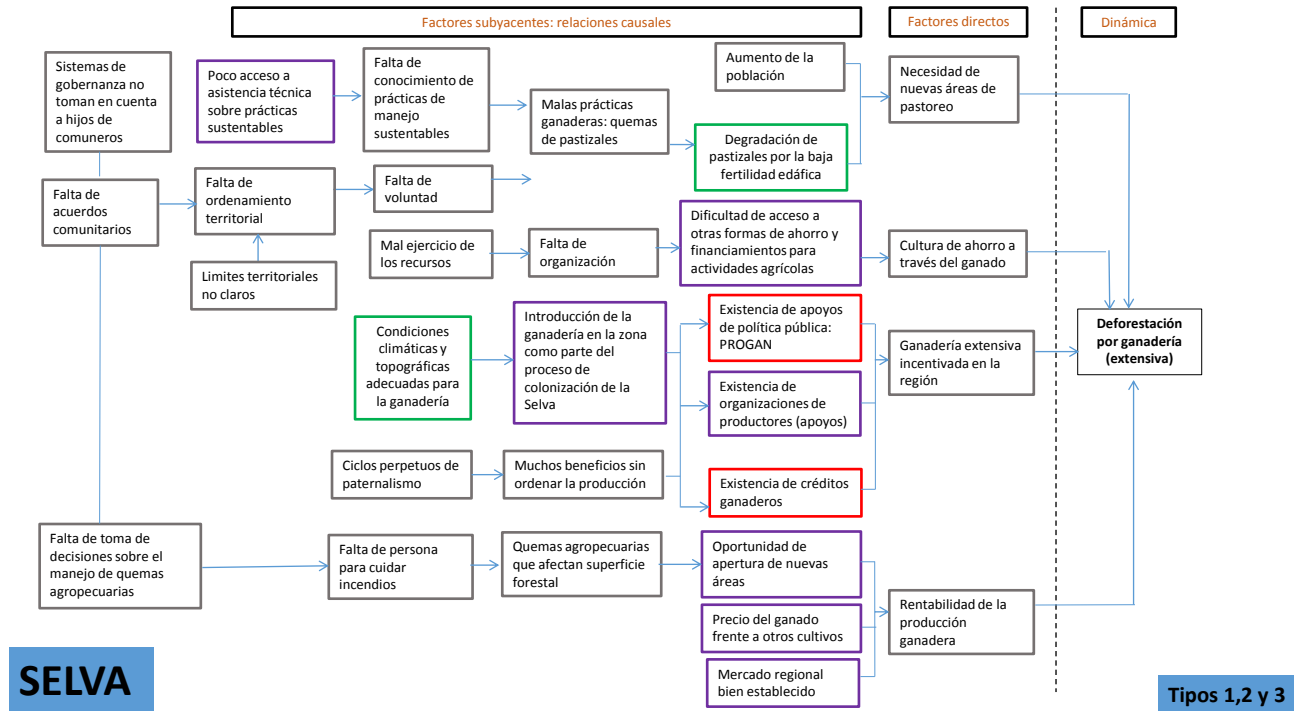 Factores subyacentes: relaciones causales
Factores directos
Dinámica
Sistemas de
gobernanza no
toman en cuenta
a hijos de
comuneros
Poco acceso a
asistencia técnica
sobre prácticas
sustentables
Falta de
conocimiento de
prácticas de
manejo
sustentables
Malas prácticas
ganaderas: quemas
de pastizales
Aumento de la
población
Degradación de
pastizales por la baja
fertilidad edáfica
Necesidad de
nuevas áreas de
pastoreo
Falta de
acuerdos
comunitarios
Falta de
ordenamiento
territorial
Falta de
voluntad
Limites territoriales
no claros
Mal ejercicio de
los recursos
Falta de
organización
Dificultad de acceso a
otras formas de ahorro y
financiamientos para
actividades agrícolas
Cultura de ahorro a
través del ganado
Condiciones
climáticas y
topográficas
adecuadas para
la ganadería
Introducción de la
ganadería en la zona
como parte del
proceso de
colonización de la
Selva
Existencia de apoyos
de política pública:
PROGAN
Existencia de
organizaciones de
productores (apoyos)
Ganadería extensiva
incentivada en la
región
Deforestación
por ganadería
(extensiva)
Ciclos perpetuos de
paternalismo
Muchos beneficios sin
ordenar la producción
Existencia de créditos
ganaderos
Falta de toma de
decisiones sobre el
manejo de quemas
agropecuarias
Falta de persona
para cuidar
incendios
Quemas agropecuarias
que afectan superficie
forestal
Oportunidad de
apertura de nuevas
áreas
Precio del ganado
frente a otros cultivos
Mercado regional
bien establecido
Rentabilidad de la
producción
ganadera
SELVA
Tipos 1,2 y 3